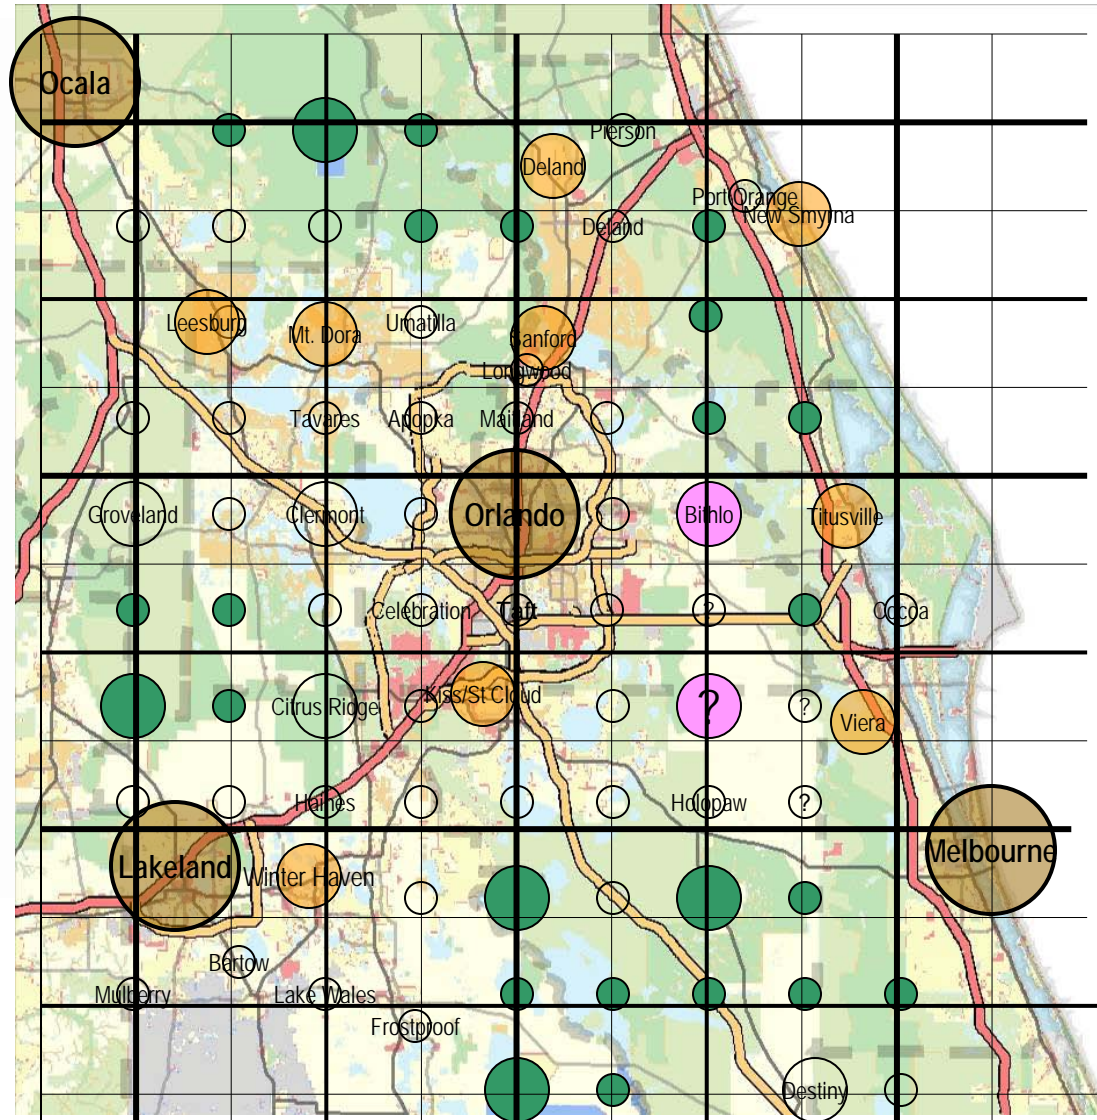 Ocala
Pierson
Deland
Port Orange
New Smyrna
Deland
Leesburg
Mt. Dora
Umatilla
Sanford
Longwood
Tavares
Apopka
Maitland
Groveland
Clermont
Orlando
Bithlo
Titusville
Celebration
Taft
?
Cocoa
Citrus Ridge
Kiss/St Cloud
?
?
Viera
Haines
Holopaw
?
Lakeland
Winter Haven
Melbourne
Bartow
Mulberry
Lake Wales
Frostproof
Destiny